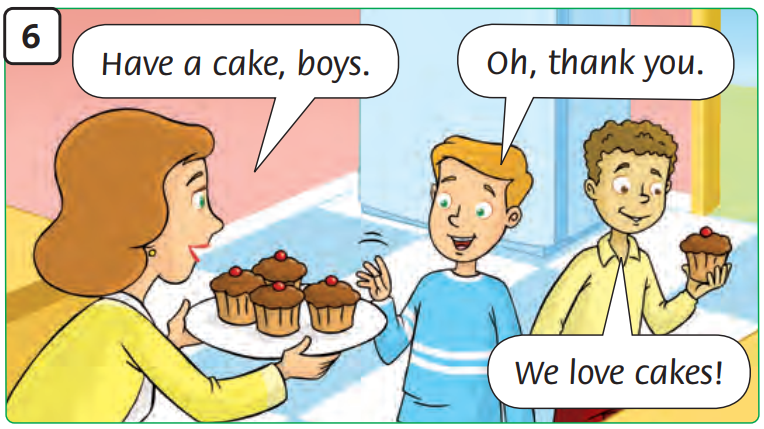 6
Have a cake, boys.
Oh, thank you.
We love cakes!